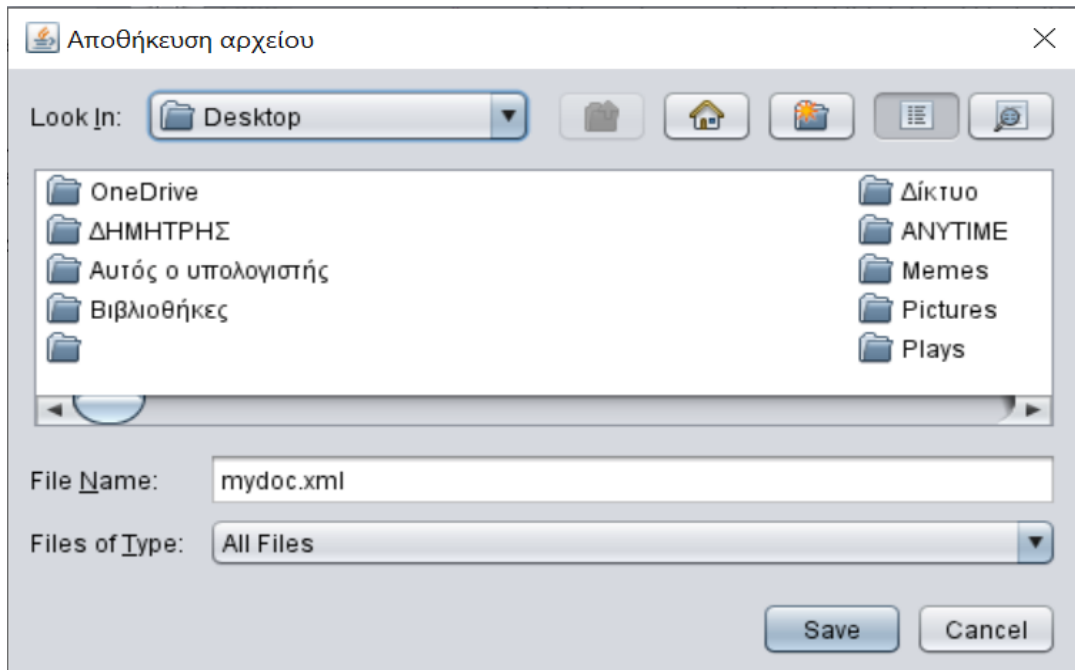 Αποθήκευση αρχείου
Look In: Desktop
OneDrive
ΔΗΜΗΤΡΗΣ
Αυτός ο υπολογιστής
Βιβλιοθήκες
Δίκτυο
ANYTIME
Memes
Pictures
Plays
File Name: mydoc.xml
Files of Type: All Files
Save Cancel